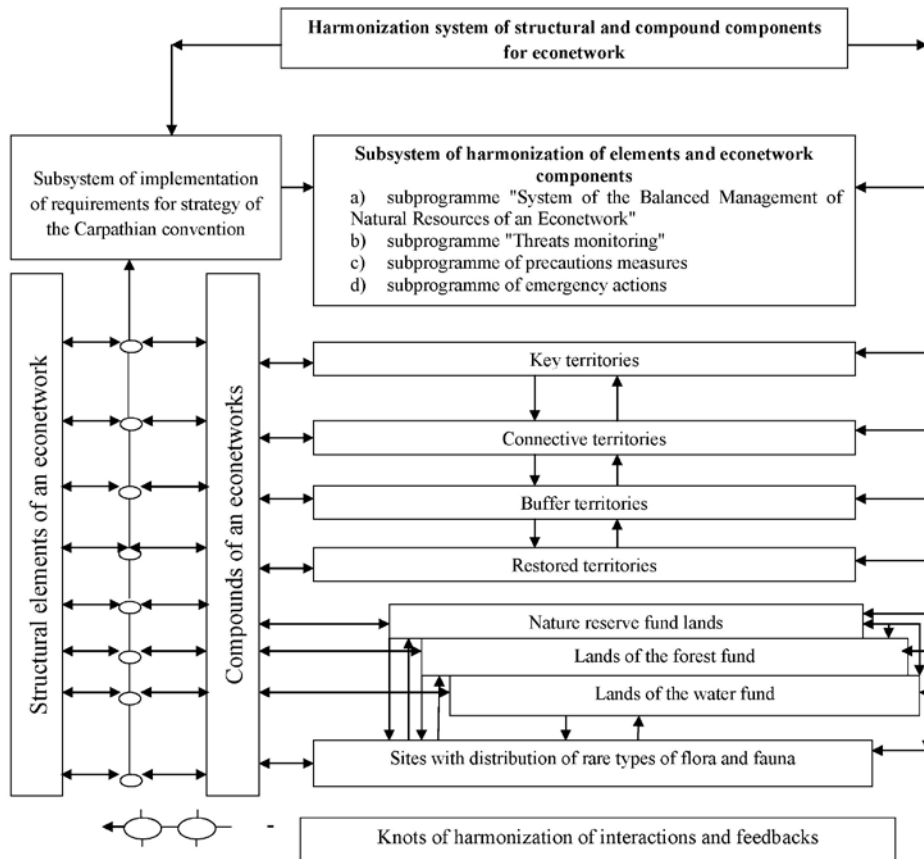 Harmonization system of structural and compound components
for econetwork
Subsystem of implementation
of requirements for strategy of
the Carpathian convention
Subsystem of harmonization of elements and econetwork
components
a) subprogramme "System of the Balanced Management of
Natural Resources of an Econetwork"
b) subprogramme "Threats monitoring"
c) subprogramme of precautions measures
d) subprogramme of emergency actions
Structural elements of an econetwork
Compounds of an econetworks
Key territories
Connective territories
Buffer territories
Restored territories
Nature reserve fund lands
Lands of the forest fund
Lands of the water fund
Sites with distribution of rare types of flora and fauna
- Knots of harmonization of interactions and feedbacks